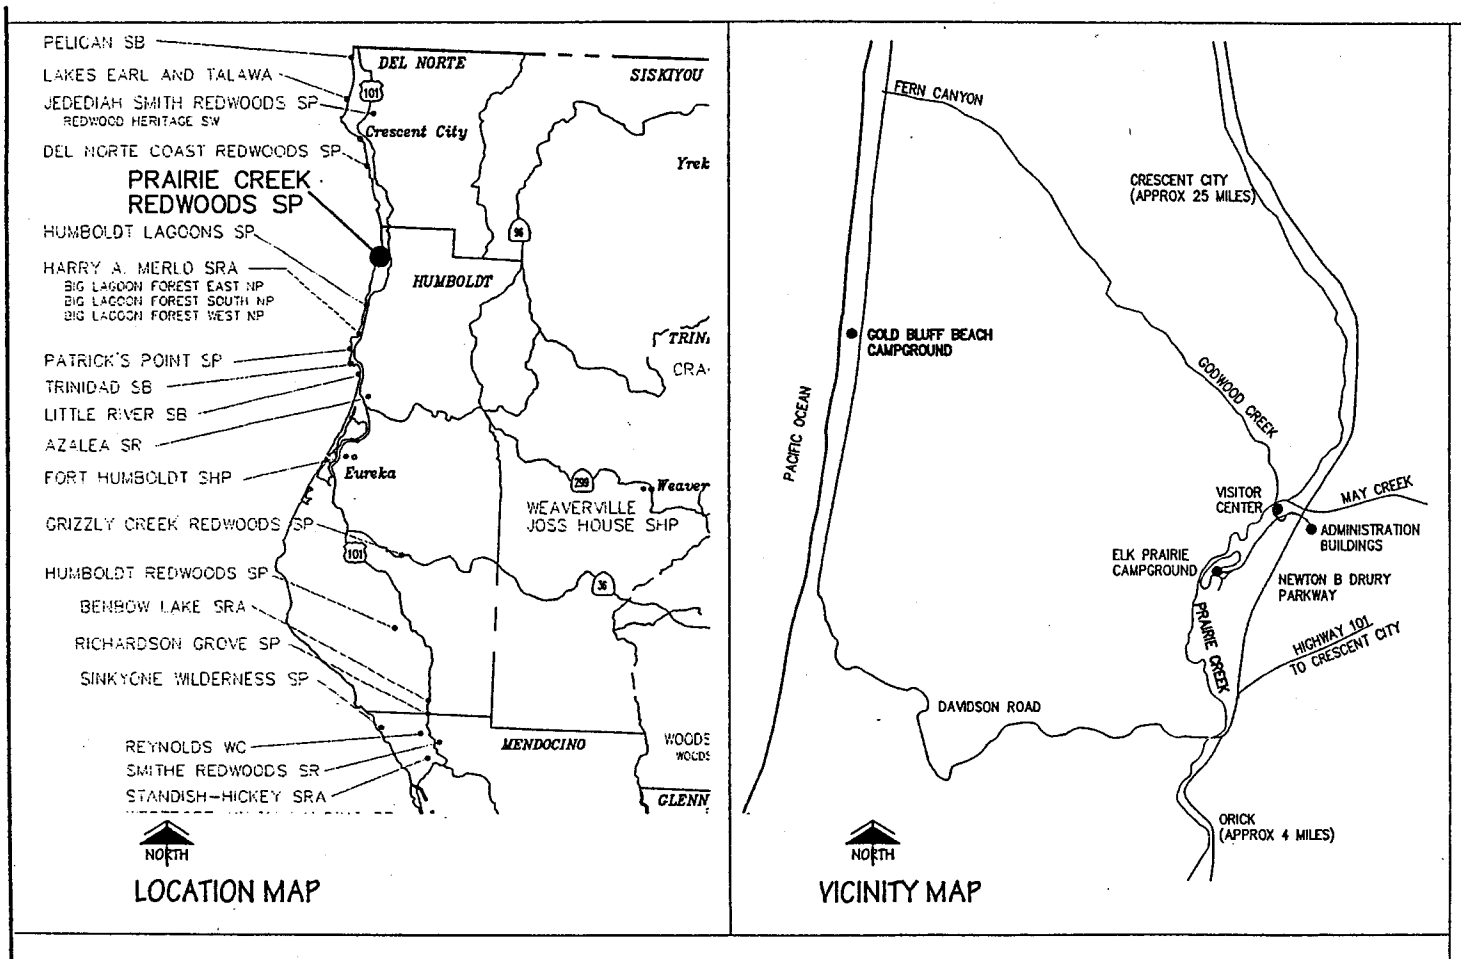 PELICAN SB
LAKES EARL AND TALAWA
JEDEDIAH SMITH REDWOODS SP
REDWOOD HERITAGE SW
DEL NORTE COAST REDWOODS SP
PRAIRIE CREEK
REDWOODS SP
HUMBOLDT LAGOONS SP
HARRY A. MERLO SRA
BIG LAGOON FOREST EAST NP
BIG LAGOON FOREST SOUTH NP
BIG LAGOON FOREST WEST NP
PATRICK'S POINT SP
TRINIDAD SB
LITTLE RIVER SB
AZALEA SR
FORT HUMBOLDT SHP
GRIZZLY CREEK REDWOODS SP
HUMBOLDT REDWOODS SP
BENBOW LAKE SRA
RICHARDSON GROVE SP
SINKYONE WILDERNESS SP
REYNOLDS WC
SMITHE REDWOODS SR
STANDISH-HICKEY SRA
DEL NORTE
SISKIYOU
101
Crescent City
Yrek
96
HUMBOLDT
TRIN
CRA
Eureka
299
Weaver
WEAVERVILLE
JOSS HOUSE SHP
101
36
MENDOCINO
WOODS
WOODS
GLENN
NORTH
LOCATION MAP
FERN CANYON
CRESCENT CITY
(APPROX 25 MILES)
GOLD BLUFF BEACH
CAMPGROUND
GODWOOD CREEK
PACIFIC OCEAN
VISITOR
CENTER
MAY CREEK
ADMINISTRATION
BUILDINGS
ELK PRAIRIE
CAMPGROUND
NEWTON B DRURY
PARKWAY
PRAIRIE CREEK
HIGHWAY 101
TO CRESCENT CITY
DAVIDSON ROAD
ORICK
(APPROX 4 MILES)
NORTH
VICINITY MAP